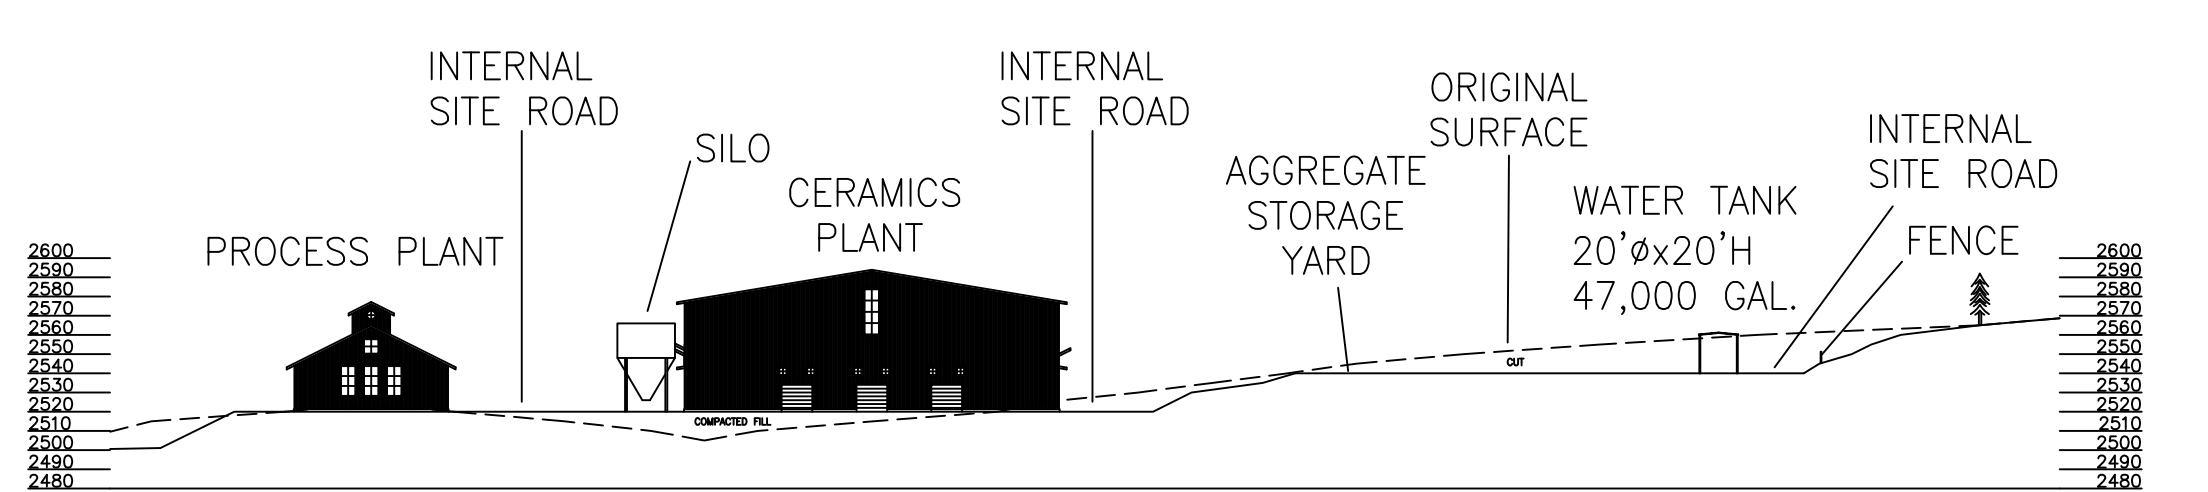 INTERNAL
SITE ROAD
INTERNAL
SITE ROAD
ORIGINAL
SURFACE
INTERNAL
SITE ROAD
SILO
AGGREGATE
STORAGE
YARD
CERAMICS
PLANT
WATER TANK
20'øx20'H
47,000 GAL.
FENCE
PROCESS PLANT
2600
2590
2580
2570
2560
2550
2540
2530
2520
2510
2500
2490
2480
COMPACTED FILL
CUT
2600
2590
2580
2570
2560
2550
2540
2530
2520
2510
2500
2490
2480